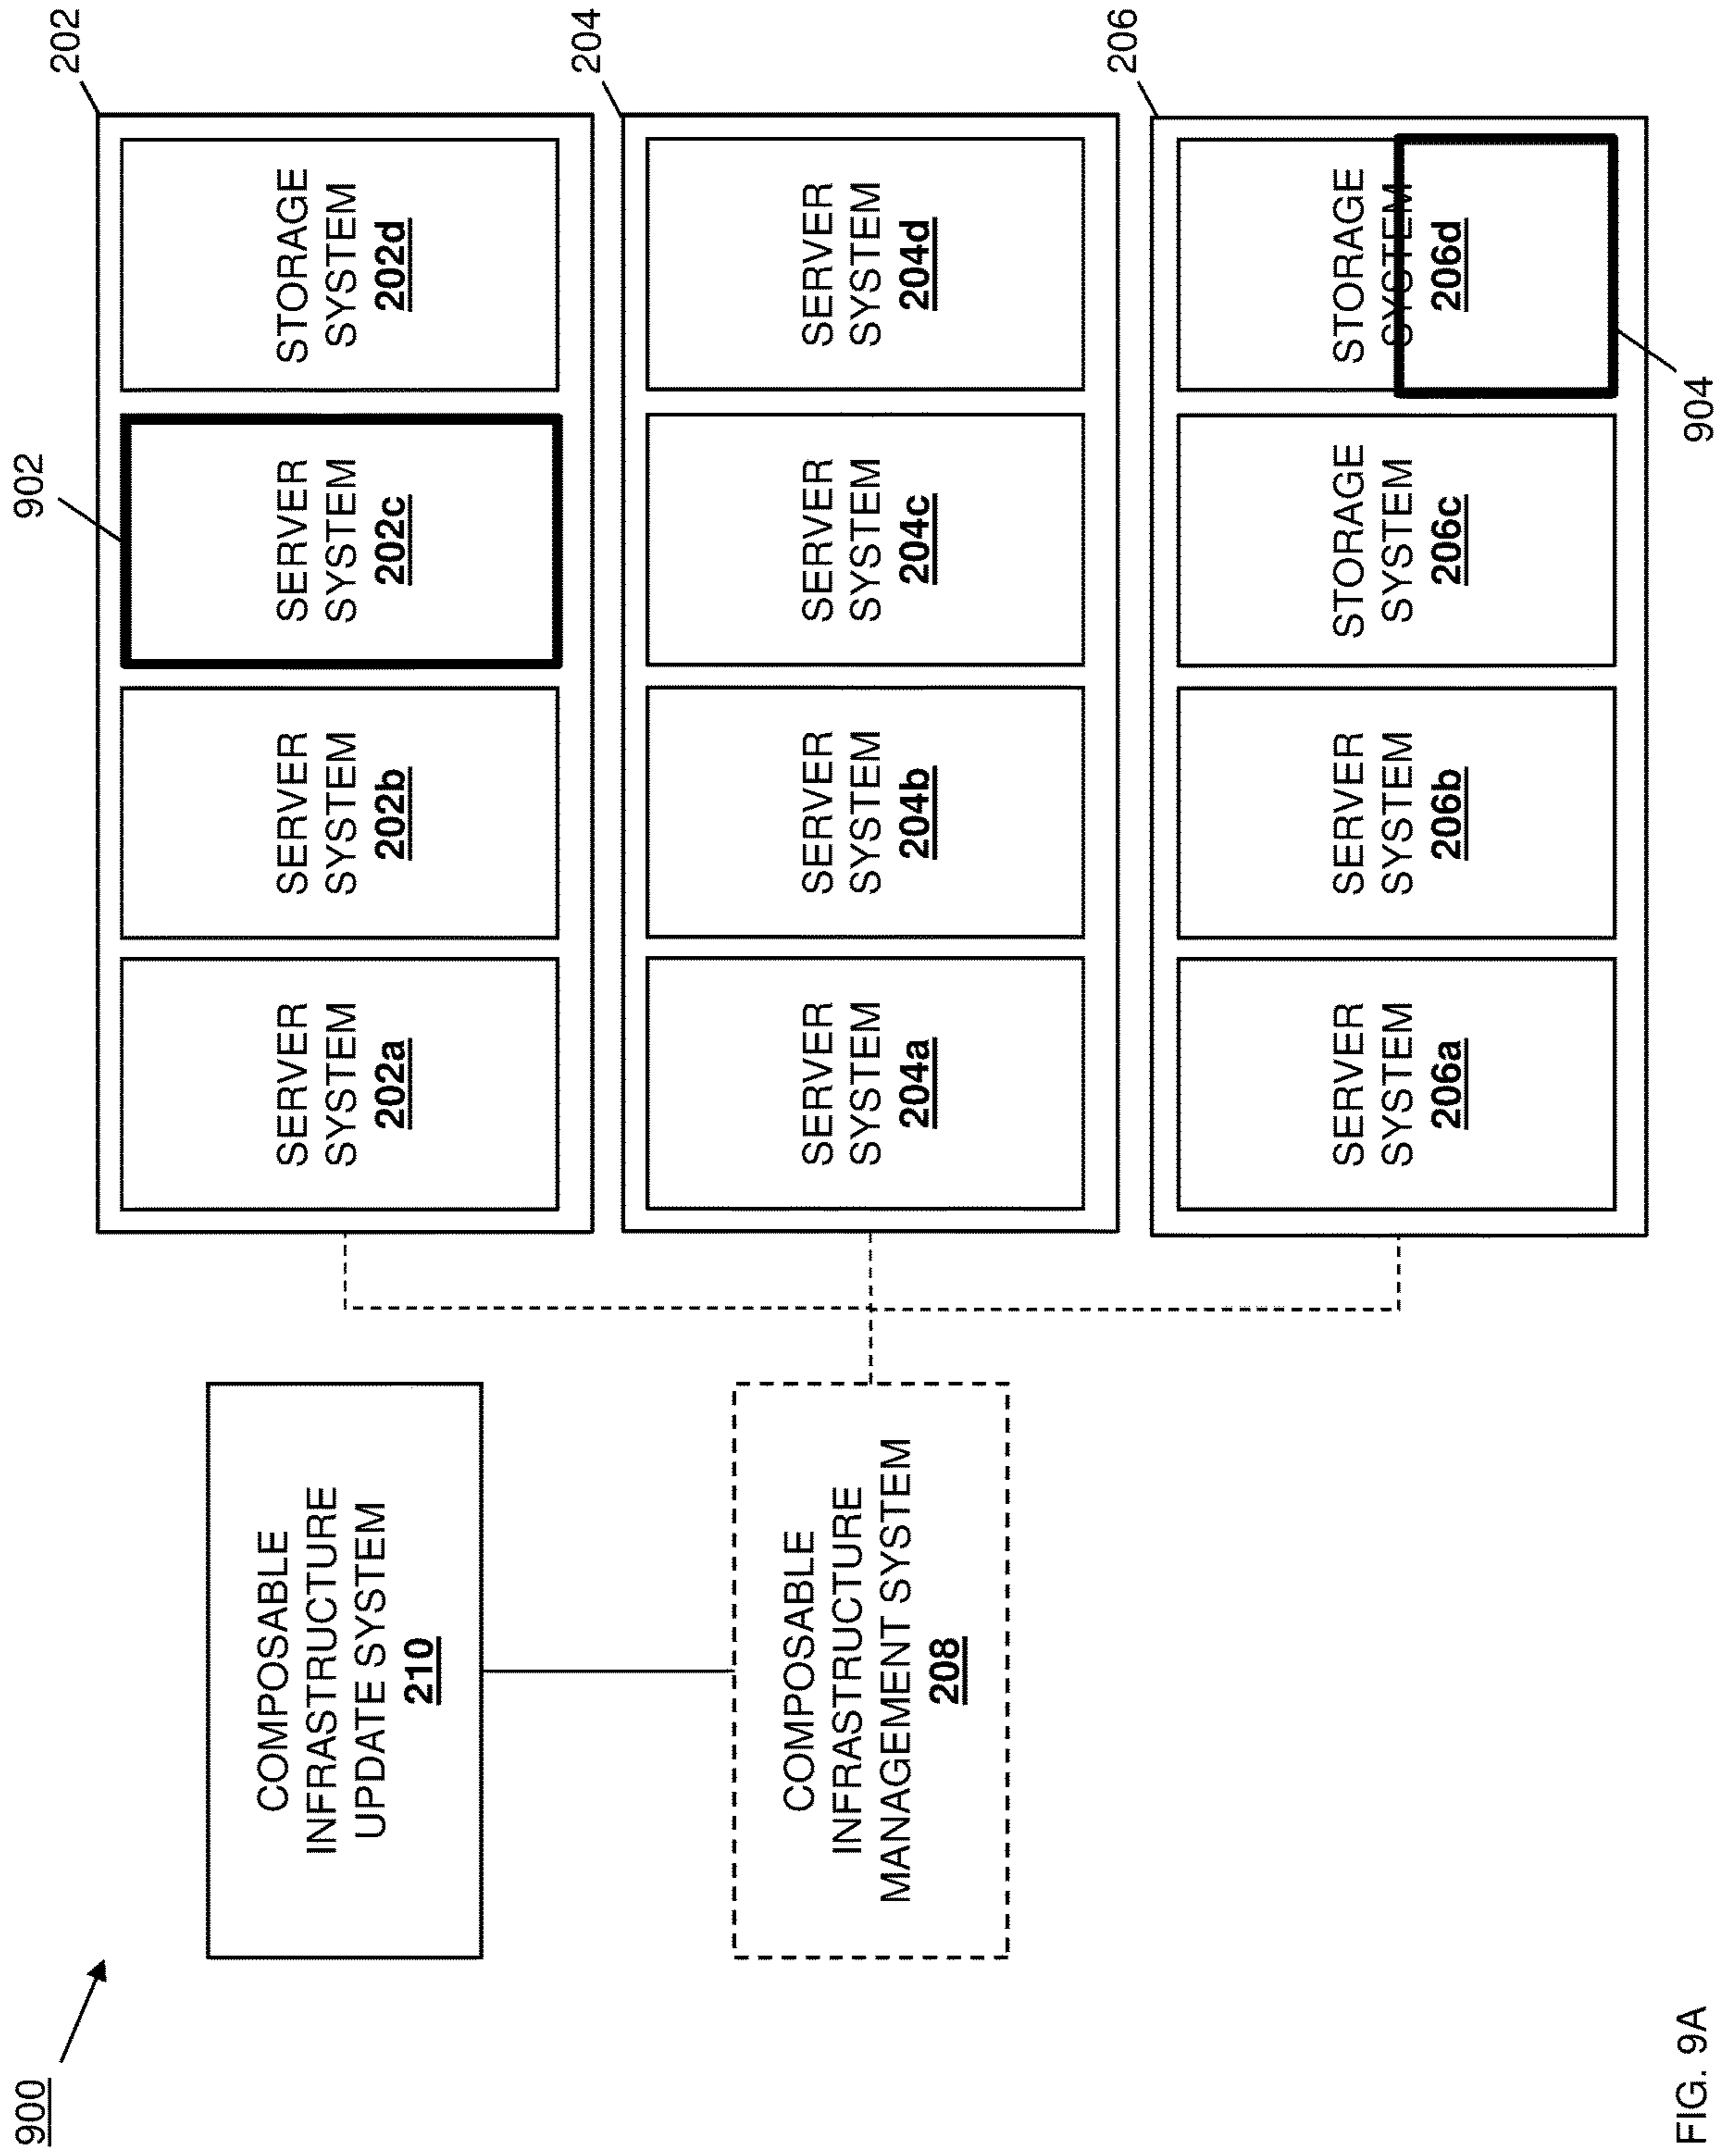 900
COMPOSABLE
INFRASTRUCTURE
UPDATE SYSTEM
210
COMPOSABLE
INFRASTRUCTURE
MANAGEMENT SYSTEM
208
902
202
SERVER
SYSTEM
202a
SERVER
SYSTEM
202b
SERVER
SYSTEM
202c
STORAGE
SYSTEM
202d
204
SERVER
SYSTEM
204a
SERVER
SYSTEM
204b
SERVER
SYSTEM
204c
SERVER
SYSTEM
204d
206
SERVER
SYSTEM
206a
SERVER
SYSTEM
206b
STORAGE
SYSTEM
206c
STORAGE
SYSTEM
206d
904
FIG. 9A